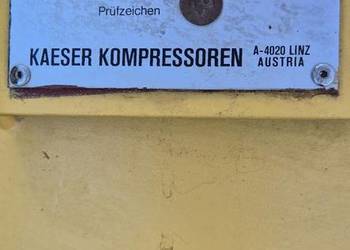 Prüfzeichen
KAESER KOMPRESSOREN A-4020 LINZ
AUSTRIA